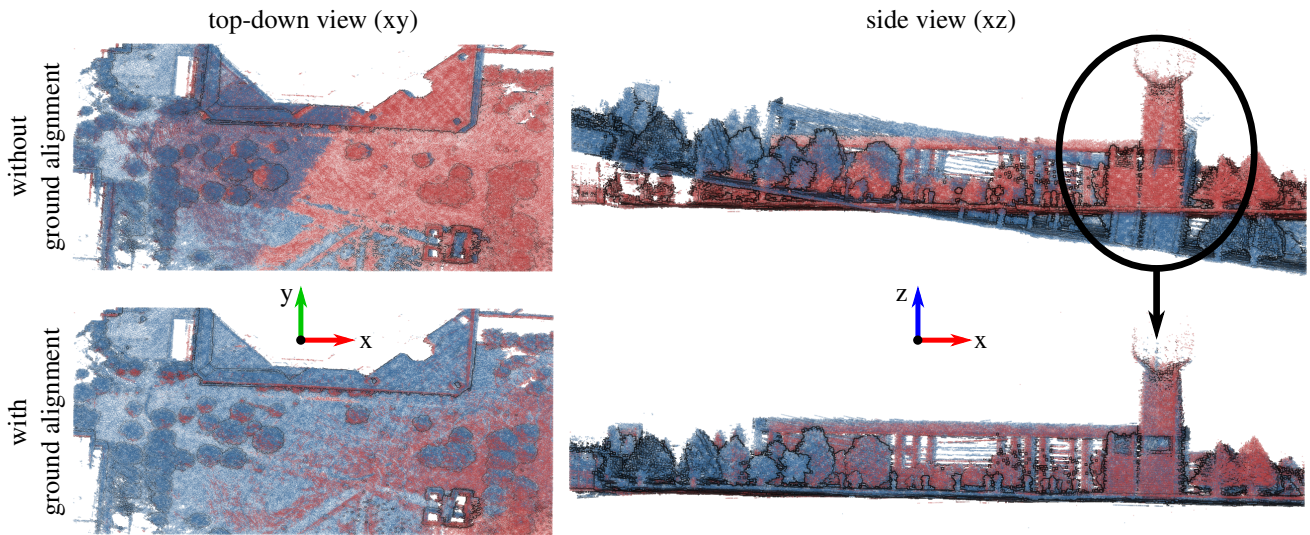 top-down view (xy)
side view (xz)
without
ground alignment
y
x
z
x
with
ground alignment